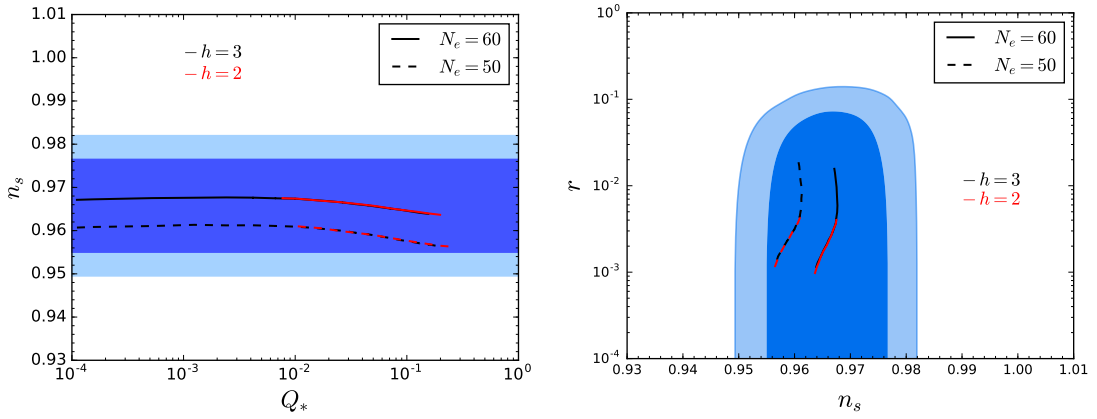 1.01
1.00
0.99
0.98
0.97
0.96
0.95
0.94
0.93
n_s
10^{-4}
10^{-3}
10^{-2}
10^{-1}
10^{0}
Q_*
− h = 3
− h = 2
N_e = 60
N_e = 50
10^{0}
10^{-1}
10^{-2}
10^{-3}
10^{-4}
r
0.93
0.94
0.95
0.96
0.97
0.98
0.99
1.00
1.01
n_s
N_e = 60
N_e = 50
− h = 3
− h = 2